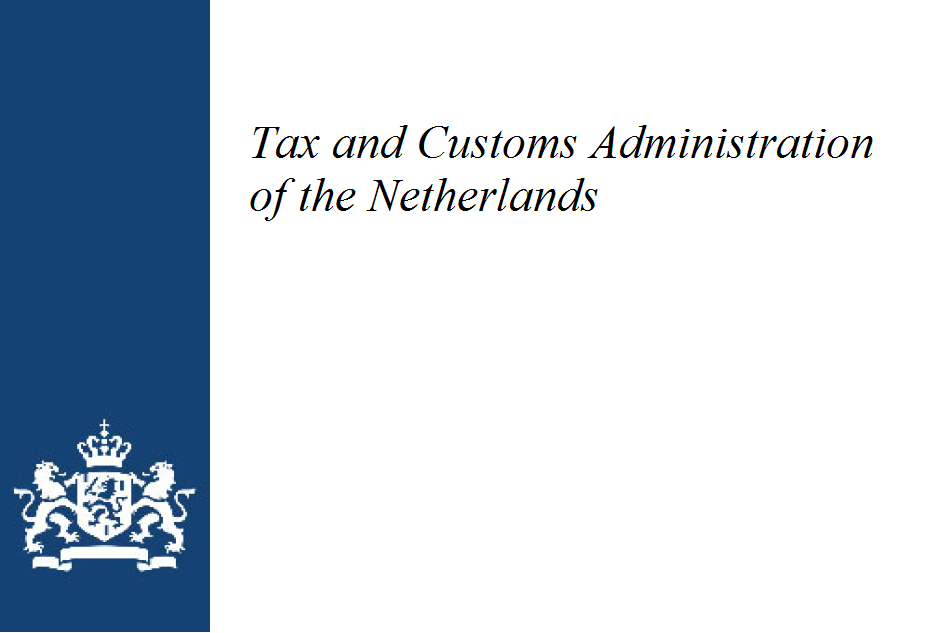 Tax and Customs Administration
of the Netherlands